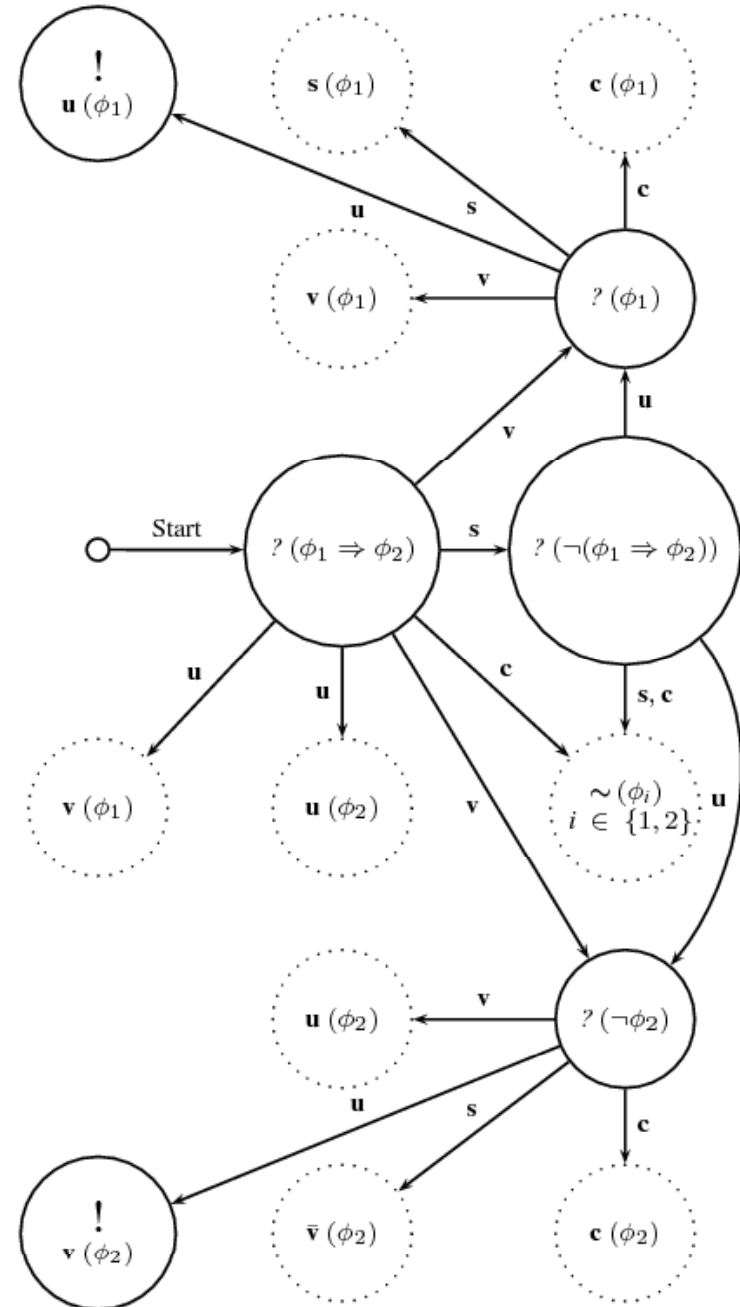 !
u (ϕ₁)
s (ϕ₁)
c (ϕ₁)
c
s
u
v
v (ϕ₁)
? (ϕ₁)
u
v
Start
? (ϕ₁ ⇒ ϕ₂)
s
? (¬(ϕ₁ ⇒ ϕ₂))
u
u
c
s, c
v (ϕ₁)
u (ϕ₂)
v
∼(ϕᵢ)
i ∈ {1, 2}
u
u (ϕ₂)
v
? (¬ϕ₂)
u
s
c
!
v (ϕ₂)
v̄ (ϕ₂)
c (ϕ₂)